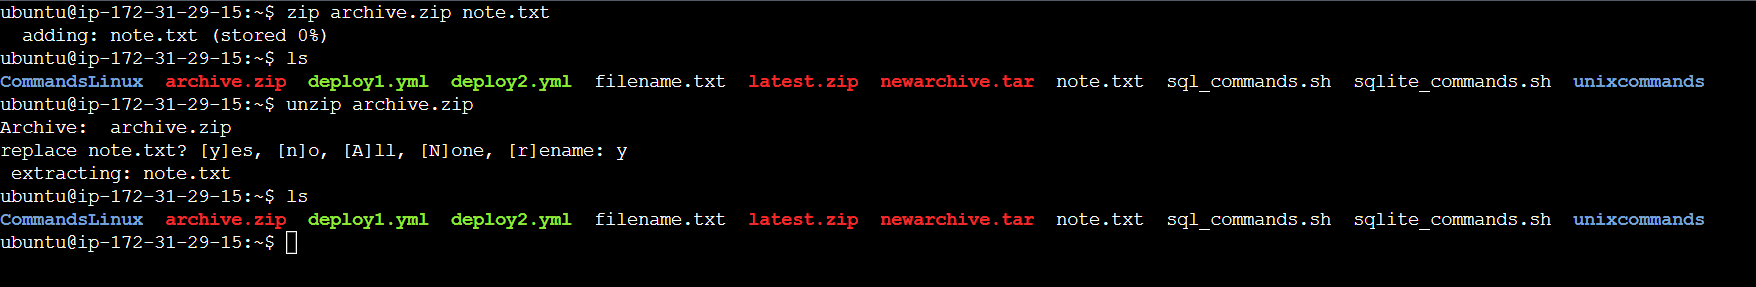 ubuntu@ip-172-31-29-15:~$ zip archive.zip note.txt
  adding: note.txt (stored 0%)
ubuntu@ip-172-31-29-15:~$ ls
CommandsLinux  archive.zip  deploy1.yml  deploy2.yml  filename.txt  latest.zip  newarchive.tar  note.txt  sql_commands.sh  sqlite_commands.sh  unixcommands
ubuntu@ip-172-31-29-15:~$ unzip archive.zip
Archive:  archive.zip
replace note.txt? [y]es, [n]o, [A]ll, [N]one, [r]ename: y
 extracting: note.txt
ubuntu@ip-172-31-29-15:~$ ls
CommandsLinux  archive.zip  deploy1.yml  deploy2.yml  filename.txt  latest.zip  newarchive.tar  note.txt  sql_commands.sh  sqlite_commands.sh  unixcommands
ubuntu@ip-172-31-29-15:~$